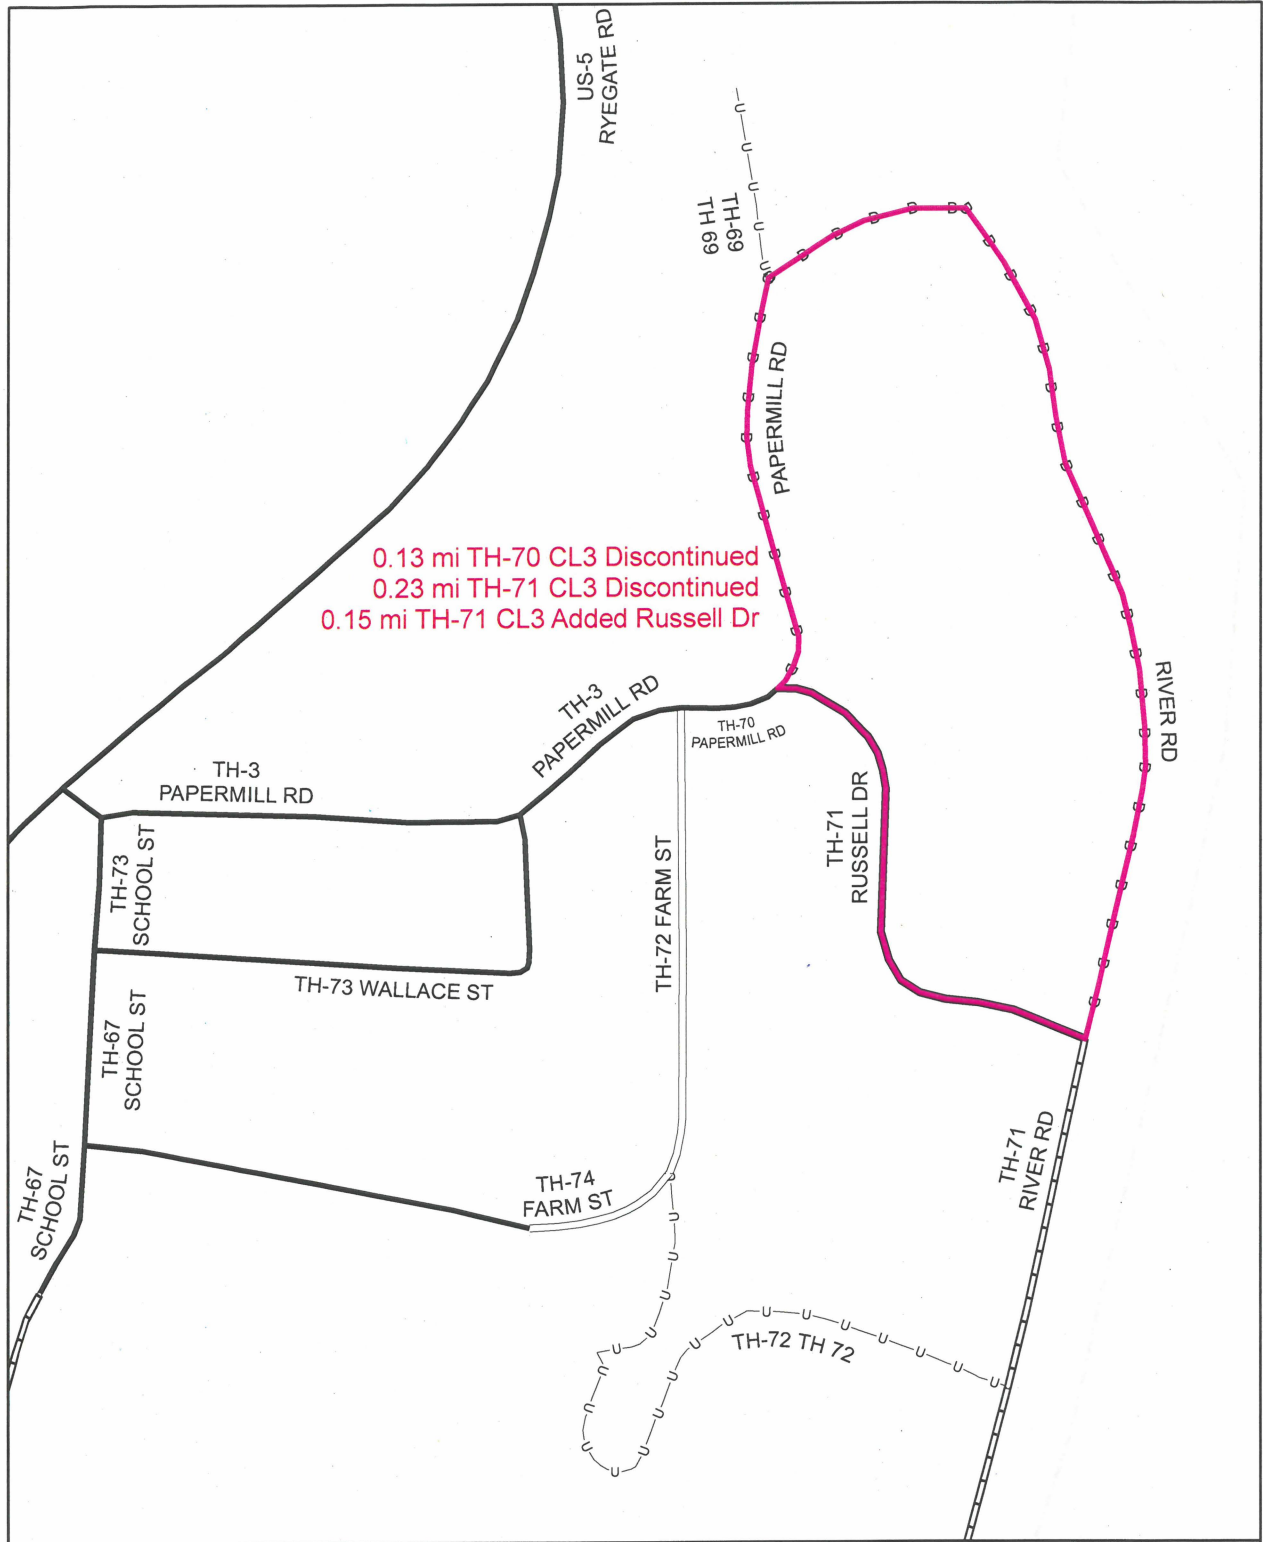 US-5
RYEGATE RD
TH-69
TH 69
PAPERMILL RD
0.13 mi TH-70 CL3 Discontinued
0.23 mi TH-71 CL3 Discontinued
0.15 mi TH-71 CL3 Added Russell Dr
RIVER RD
TH-3
PAPERMILL RD
TH-70
PAPERMILL RD
TH-3
PAPERMILL RD
TH-71
RUSSELL DR
TH-73
SCHOOL ST
TH-72 FARM ST
TH-73 WALLACE ST
TH-67
SCHOOL ST
TH-71
RIVER RD
TH-67
SCHOOL ST
TH-74
FARM ST
TH-72 TH 72